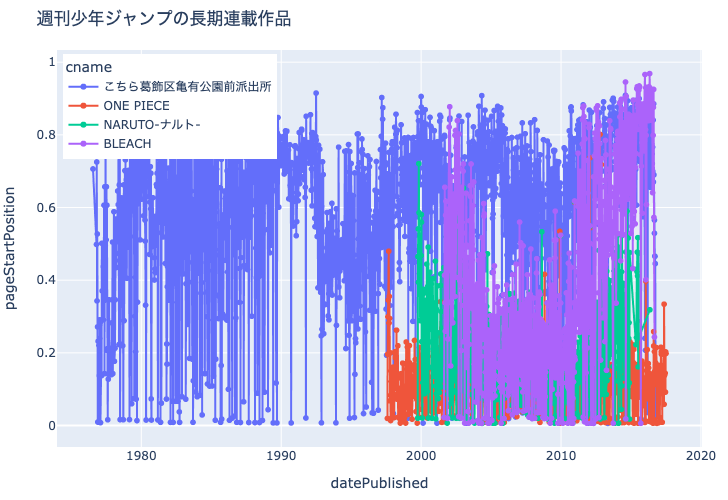 週刊少年ジャンプの長期連載作品
cname
こちら葛飾区亀有公園前派出所
ONE PIECE
NARUTO-ナルト-
BLEACH
pageStartPosition
1
0.8
0.6
0.4
0.2
0
1980
1990
2000
2010
2020
datePublished